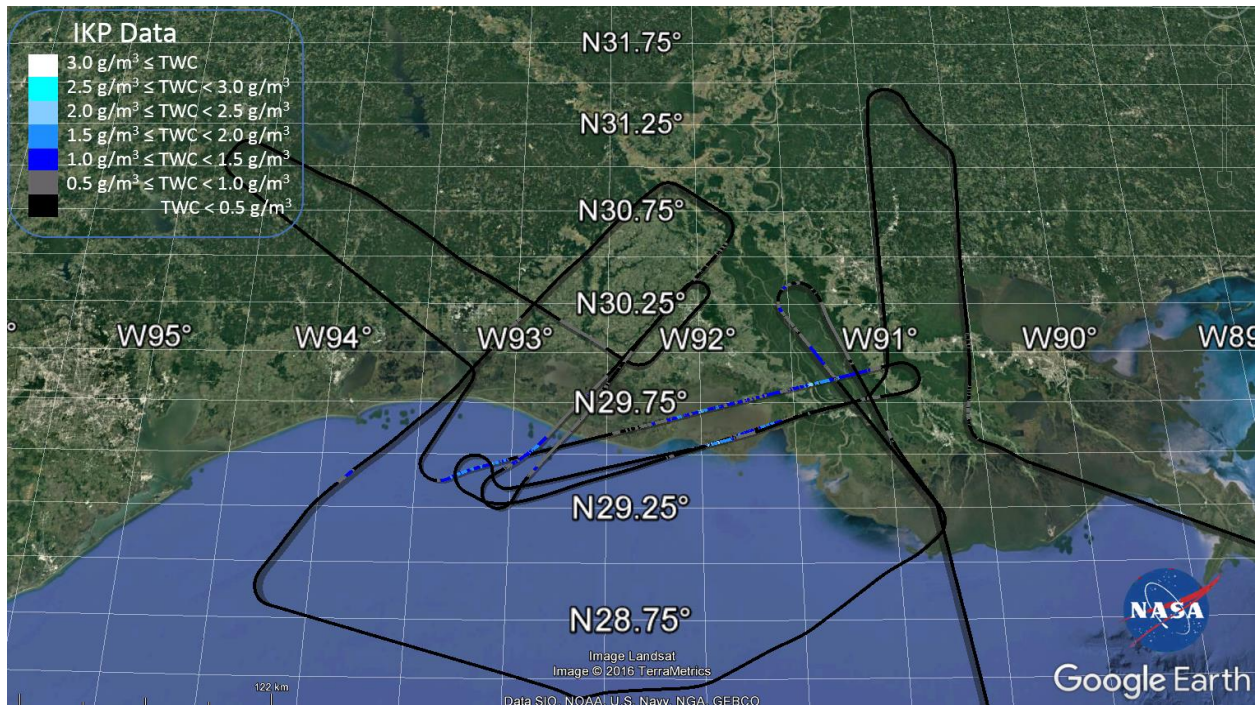 IKP Data
3.0 g/m³ ≤ TWC
2.5 g/m³ ≤ TWC < 3.0 g/m³
2.0 g/m³ ≤ TWC < 2.5 g/m³
1.5 g/m³ ≤ TWC < 2.0 g/m³
1.0 g/m³ ≤ TWC < 1.5 g/m³
0.5 g/m³ ≤ TWC < 1.0 g/m³
TWC < 0.5 g/m³
N31.75°
N31.25°
N30.75°
N30.25°
W95° W94° W93° W92° W91° W90° W89
N29.75°
N29.25°
N28.75°
NASA
Image Landsat
Image © 2016 TerraMetrics
Google Earth
122 km
Data SIO, NOAA, U.S. Navy, NGA, GEBCO